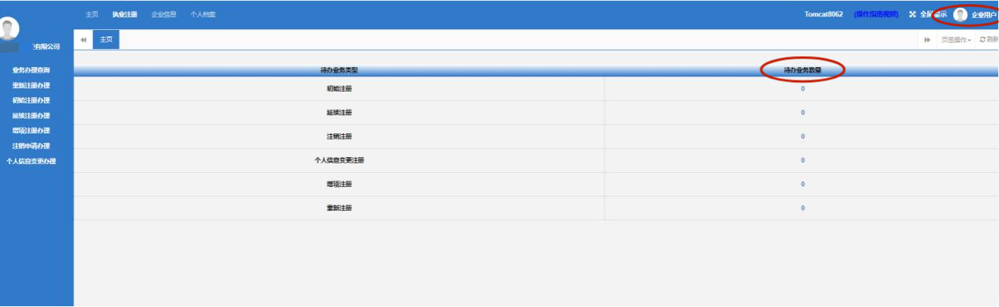 主页 执业注册 企业信息 个人档案 Tomcat8062 (操作指南视频) 全屏显示 企业用户
有限公司 主页 页签操作 刷新
业务办理查询
重新注册办理
初始注册办理
延续注册办理
增项注册办理
注销申请办理
个人信息变更办理
待办业务类型 待办业务数量
初始注册 0
延续注册 0
注销注册 0
个人信息变更注册 0
增项注册 0
重新注册 0